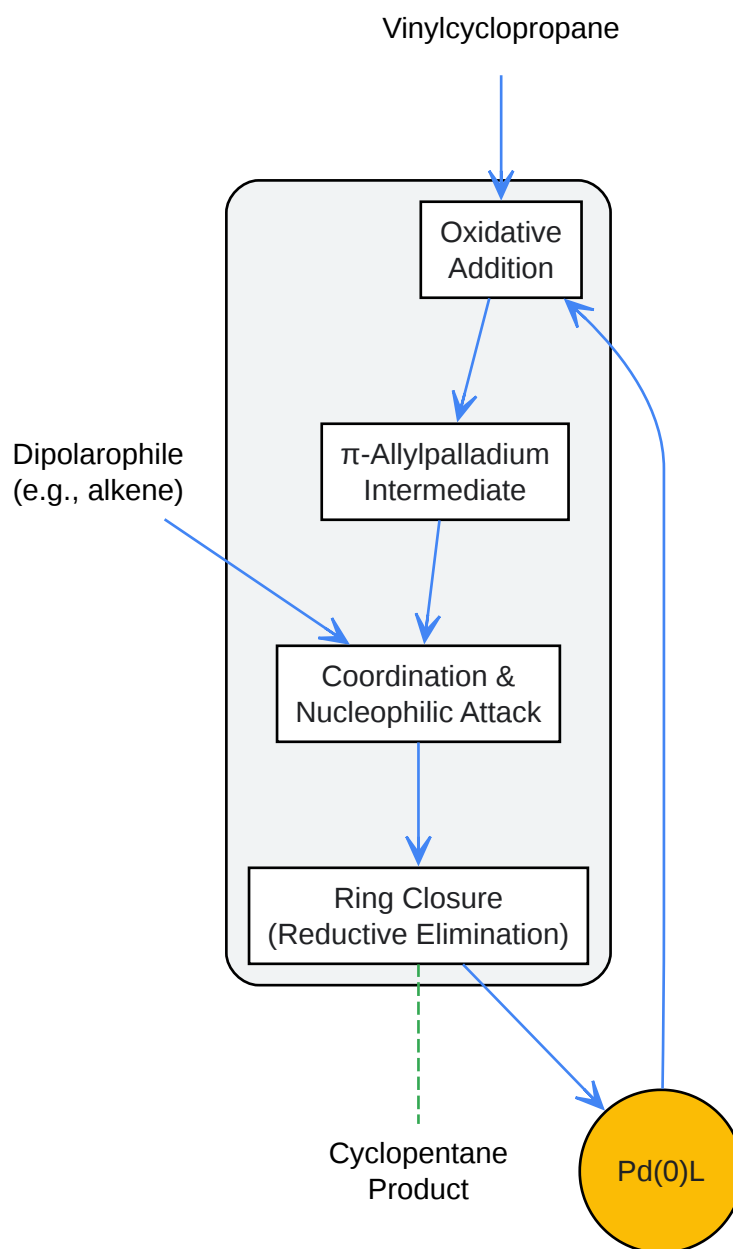 Vinylcyclopropane
Oxidative
Addition
π-Allylpalladium
Intermediate
Dipolarophile
(e.g., alkene)
Coordination &
Nucleophilic Attack
Ring Closure
(Reductive Elimination)
Cyclopentane
Product
Pd(0)L